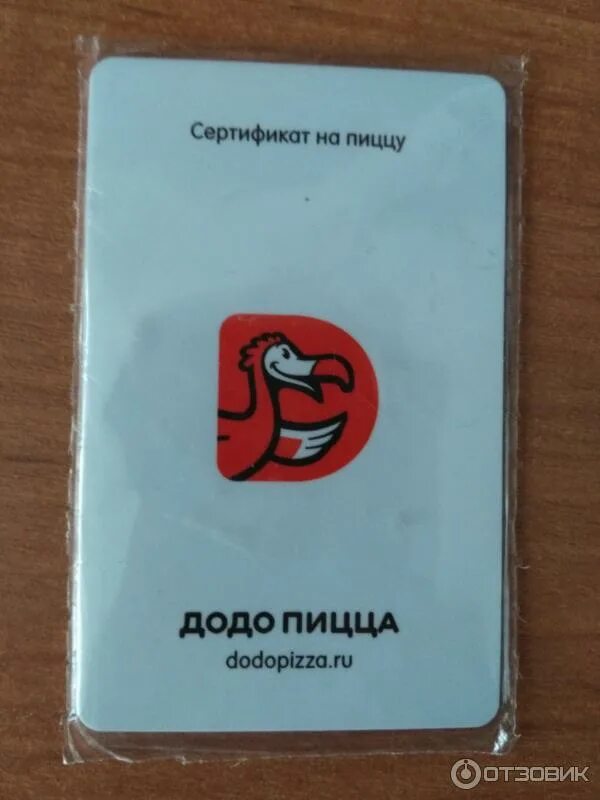 Сертификат на пиццу
ДОДО ПИЦЦА
dodopizza.ru
ОТЗОВИК